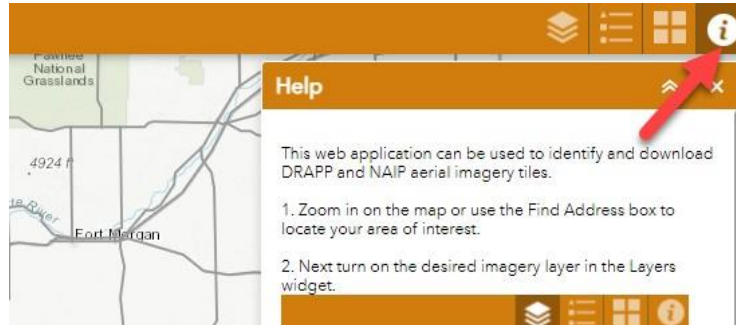 Pawnee
National
Grasslands
Help
This web application can be used to identify and download
DRAPP and NAIP aerial imagery tiles.
4924 ft
1. Zoom in on the map or use the Find Address box to
locate your area of interest.
River
Fort Morgan
2. Next turn on the desired imagery layer in the Layers
widget.